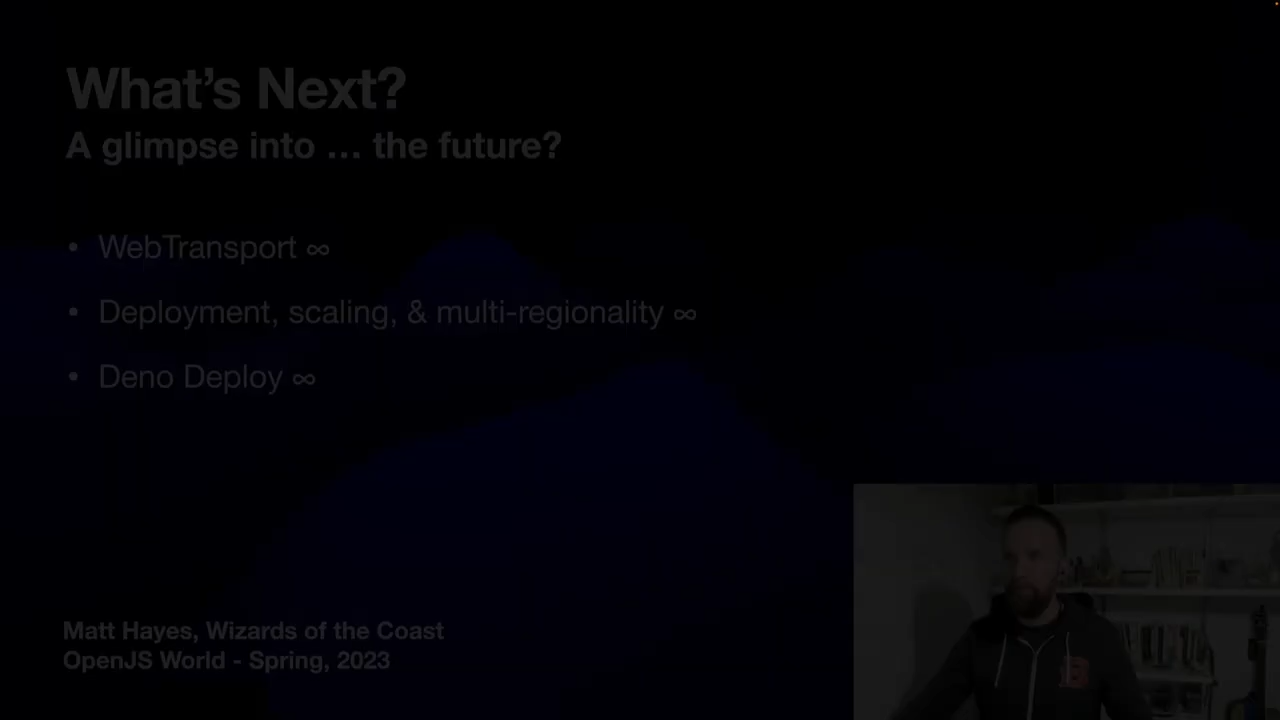 What’s Next?
A glimpse into … the future?
• WebTransport ∞
• Deployment, scaling, & multi-regionality ∞
• Deno Deploy ∞
Matt Hayes, Wizards of the Coast
OpenJS World - Spring, 2023